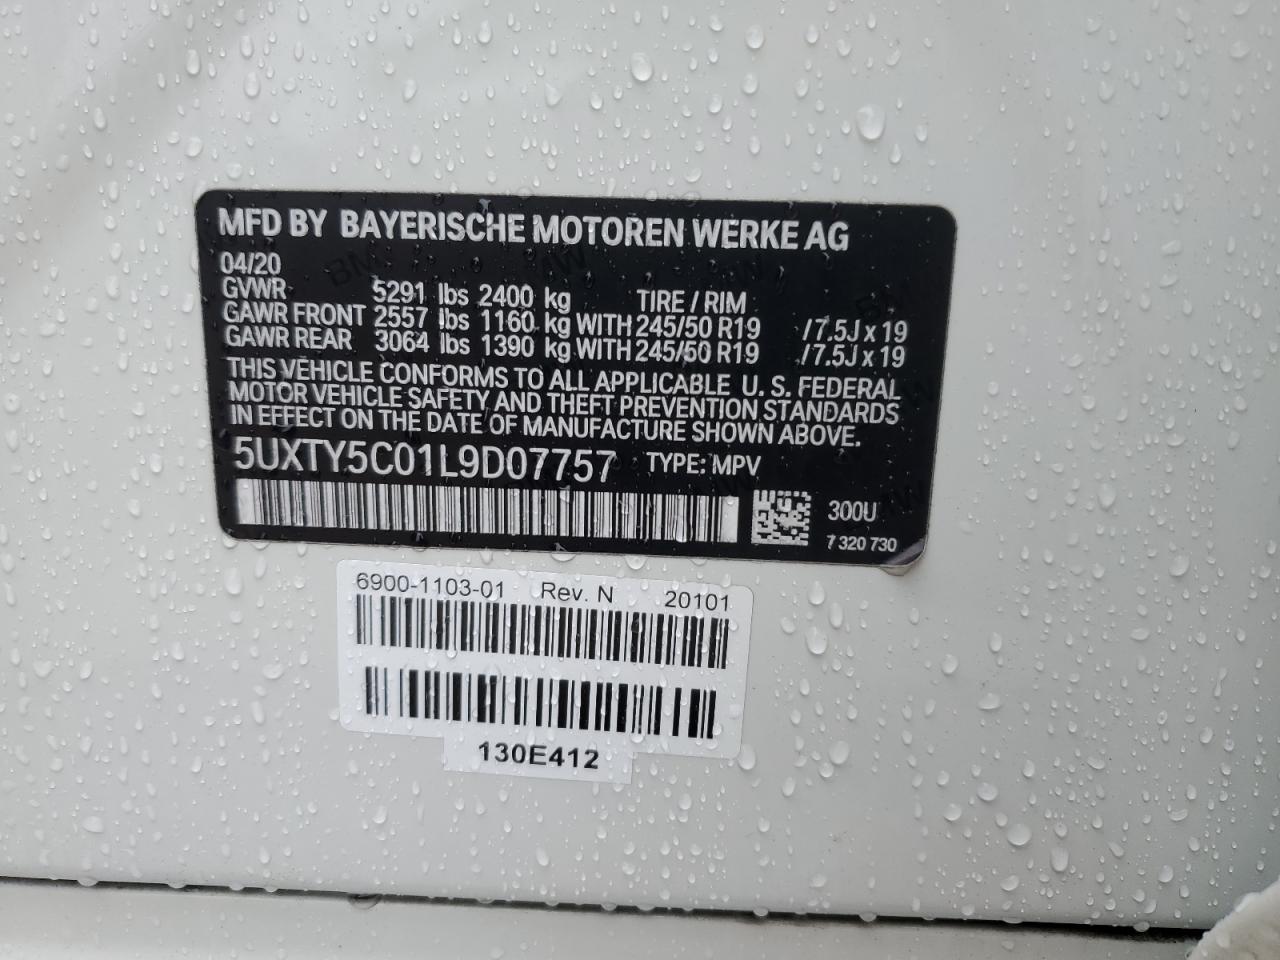 MFD BY BAYERISCHE MOTOREN WERKE AG
04/20
GVWR 5291 lbs 2400 kg TIRE / RIM
GAWR FRONT 2557 lbs 1160 kg WITH 245/50 R19 /7.5J x 19
GAWR REAR 3064 lbs 1390 kg WITH 245/50 R19 /7.5J x 19
THIS VEHICLE CONFORMS TO ALL APPLICABLE U. S. FEDERAL
MOTOR VEHICLE SAFETY AND THEFT PREVENTION STANDARDS
IN EFFECT ON THE DATE OF MANUFACTURE SHOWN ABOVE.
5UXTY5C01L9D07757 TYPE: MPV
300U
7 320 730
6900-1103-01 Rev. N 20101
130E412